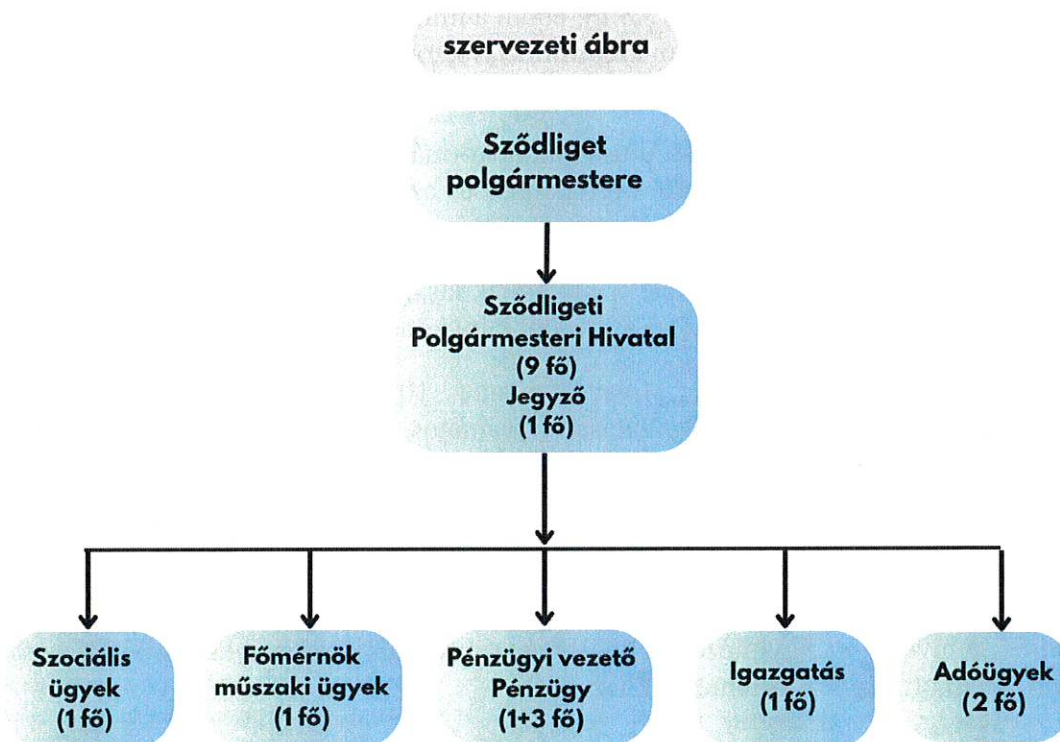 szervezeti ábra
Sződliget
polgármestere
Sződligeti
Polgármesteri Hivatal
(9 fő)
Jegyző
(1 fő)
Szociális
ügyek
(1 fő)
Főmérnök
műszaki ügyek
(1 fő)
Pénzügyi vezető
Pénzügy
(1+3 fő)
Igazgatás
(1 fő)
Adóügyek
(2 fő)